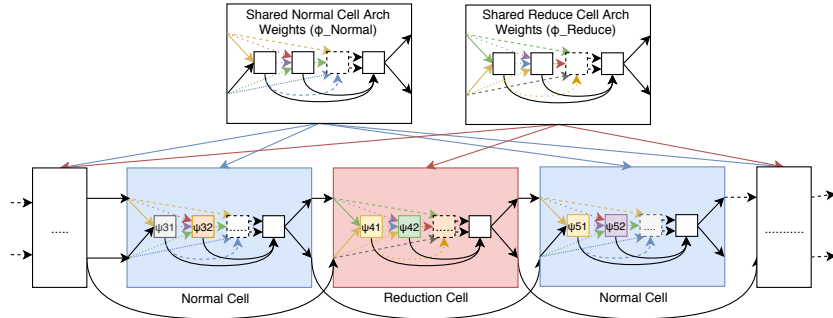 Shared Normal Cell Arch
Weights (ϕ_Normal)
Shared Reduce Cell Arch
Weights (ϕ_Reduce)
.....
ψ31
ψ32
....
ψ41
ψ42
....
ψ51
ψ52
....
...........
Normal Cell
Reduction Cell
Normal Cell